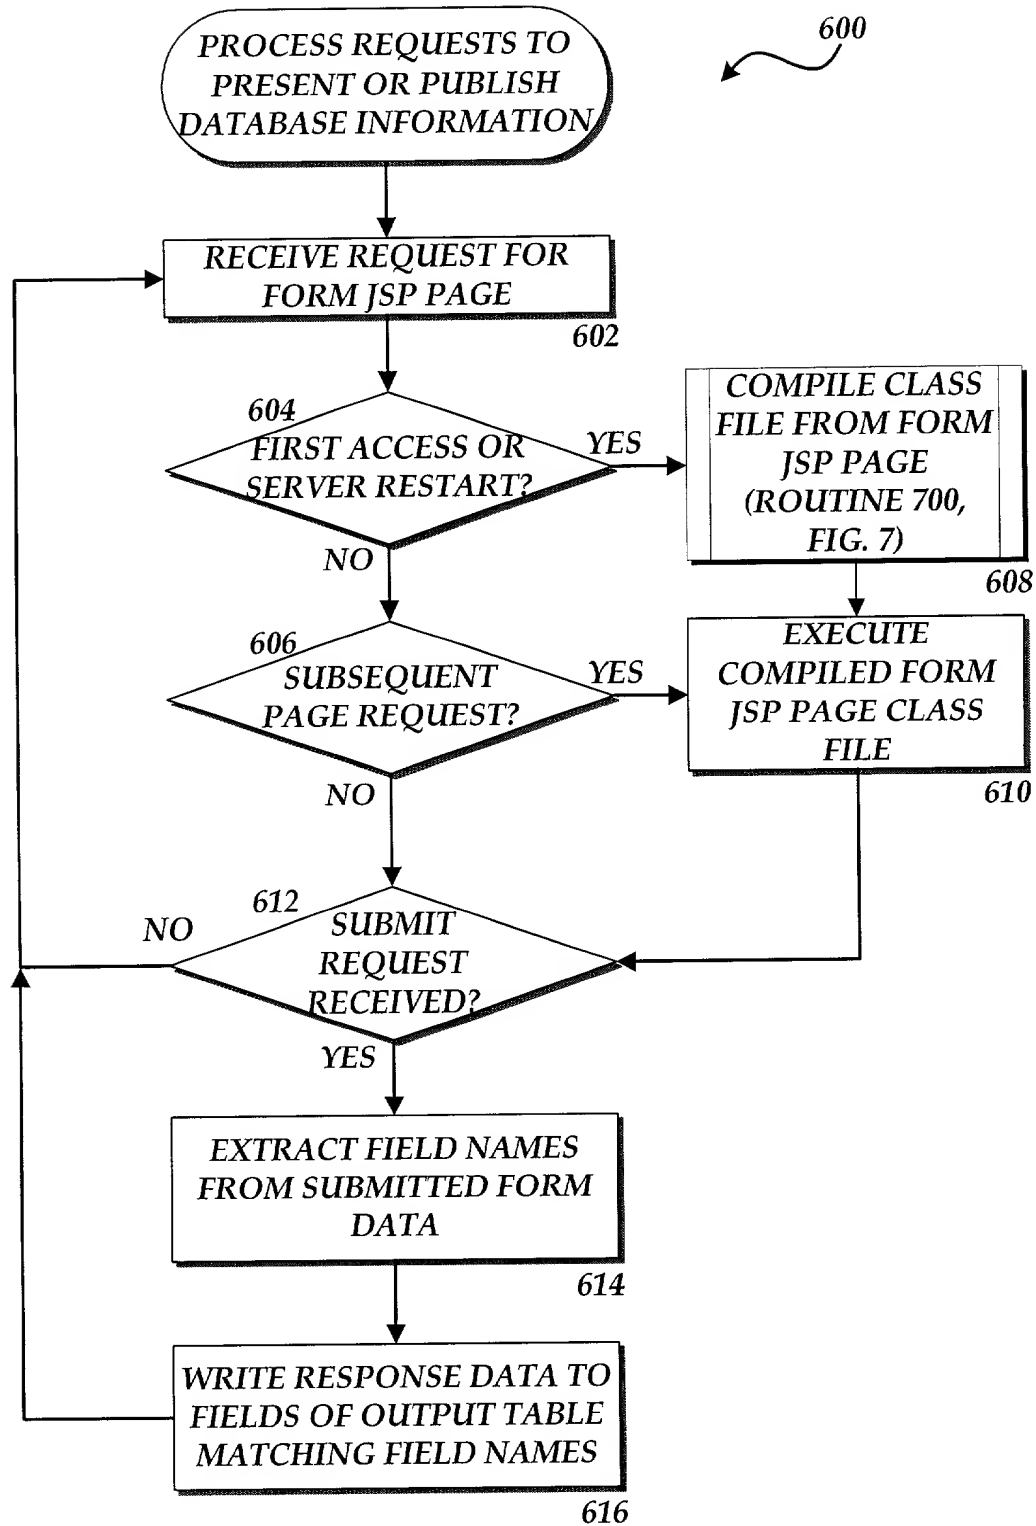 600
PROCESS REQUESTS TO
PRESENT OR PUBLISH
DATABASE INFORMATION
RECEIVE REQUEST FOR
FORM JSP PAGE
602
604
FIRST ACCESS OR
SERVER RESTART?
YES
NO
COMPILE CLASS
FILE FROM FORM
JSP PAGE
(ROUTINE 700,
FIG. 7)
608
606
SUBSEQUENT
PAGE REQUEST?
YES
NO
EXECUTE
COMPILED FORM
JSP PAGE CLASS
FILE
610
612
SUBMIT
REQUEST
RECEIVED?
NO
YES
EXTRACT FIELD NAMES
FROM SUBMITTED FORM
DATA
614
WRITE RESPONSE DATA TO
FIELDS OF OUTPUT TABLE
MATCHING FIELD NAMES
616